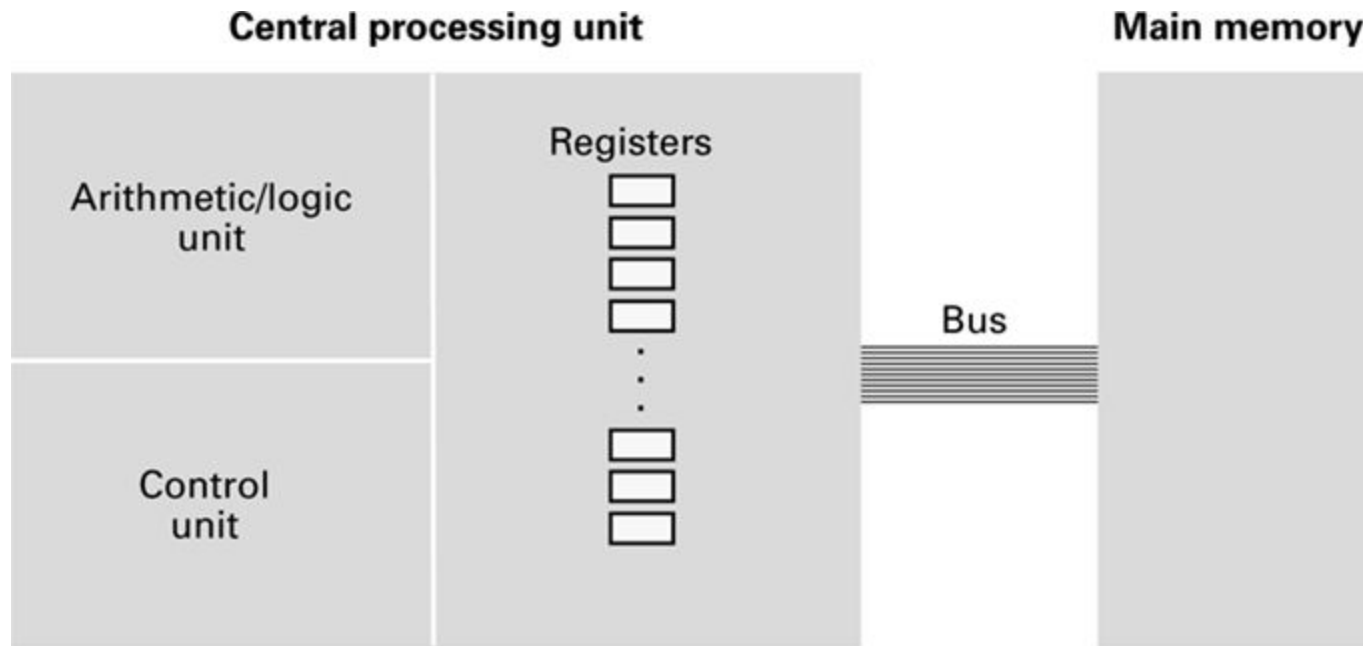 Central processing unit
Main memory
Registers
Arithmetic/logic
unit
Bus
Control
unit